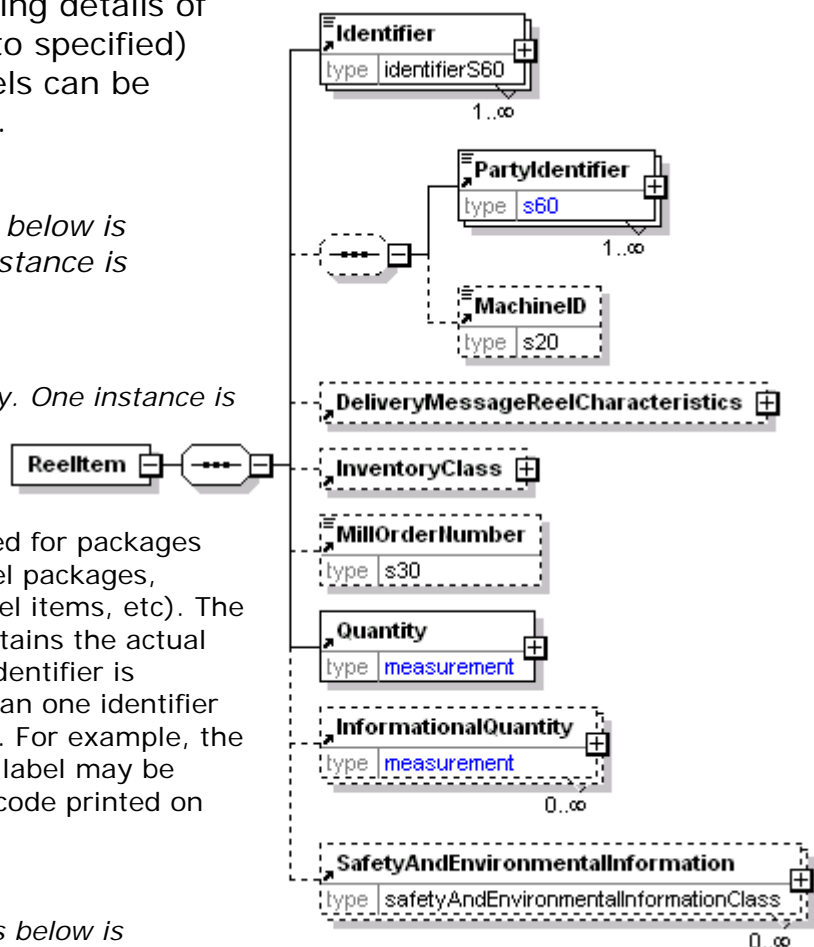 ing details of
to specified)
els can be
.
below is
stance is
y. One instance is
ed for packages
el packages,
el items, etc). The
tains the actual
dentifier is
an one identifier
. For example, the
label may be
code printed on
s below is
ReelItem
Identifier
type identifierS60
1..∞
PartyIdentifier
type s60
1..∞
MachineID
type s20
DeliveryMessageReelCharacteristics
InventoryClass
MillOrderNumber
type s30
Quantity
type measurement
InformationalQuantity
type measurement
0..∞
SafetyAndEnvironmentalInformation
type safetyAndEnvironmentalInformationClass
0..∞